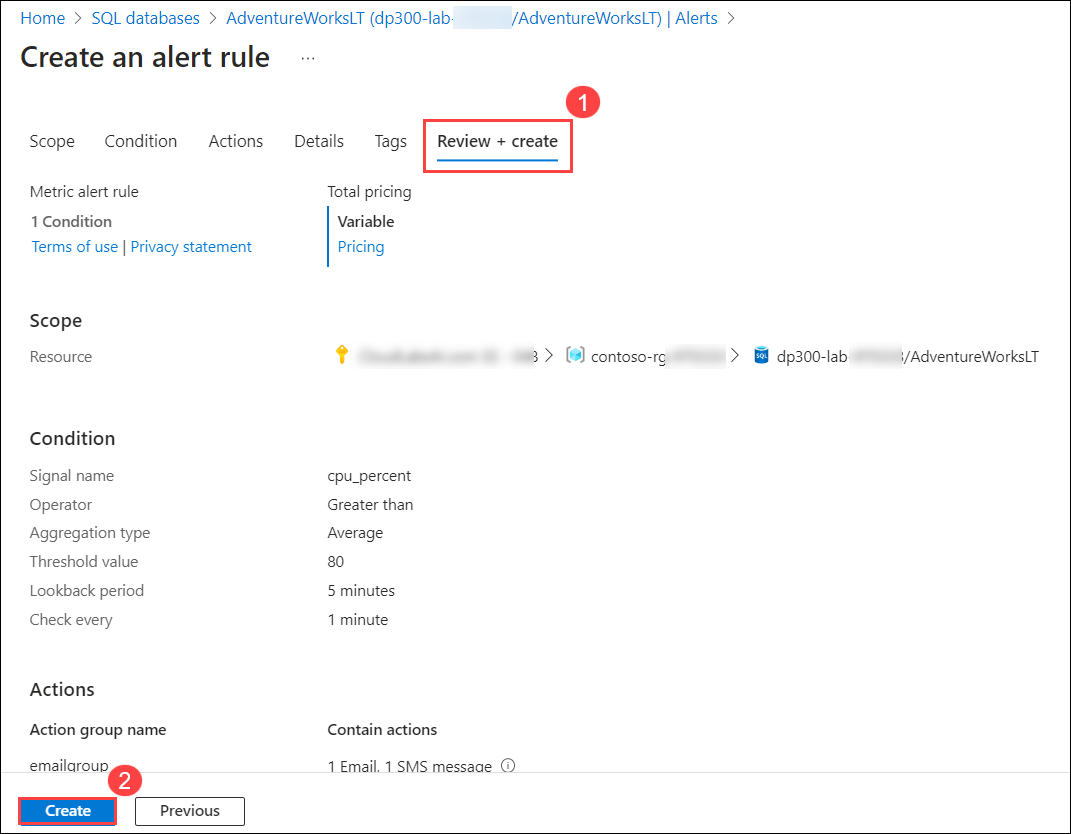 Home > SQL databases > AdventureWorksLT (dp300-lab- /AdventureWorksLT) | Alerts >
Create an alert rule ...
1
Scope Condition Actions Details Tags Review + create
Metric alert rule Total pricing
1 Condition Variable
Terms of use | Privacy statement Pricing
Scope
Resource > contoso-rg > SQL dp300-lab /AdventureWorksLT
Condition
Signal name cpu_percent
Operator Greater than
Aggregation type Average
Threshold value 80
Lookback period 5 minutes
Check every 1 minute
Actions
Action group name Contain actions
emailgroup 1 Email, 1 SMS message
2
Create Previous